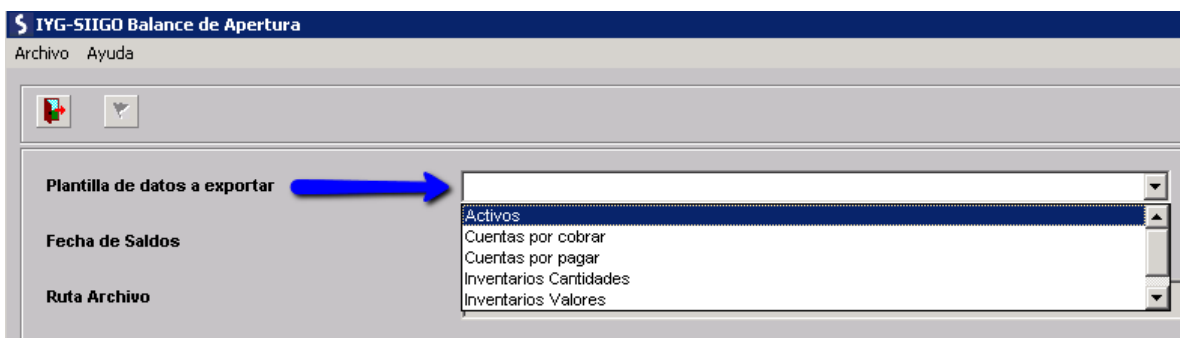 IYG-SIIGO Balance de Apertura
Archivo Ayuda
Plantilla de datos a exportar
Activos
Cuentas por cobrar
Fecha de Saldos
Cuentas por pagar
Inventarios Cantidades
Ruta Archivo
Inventarios Valores